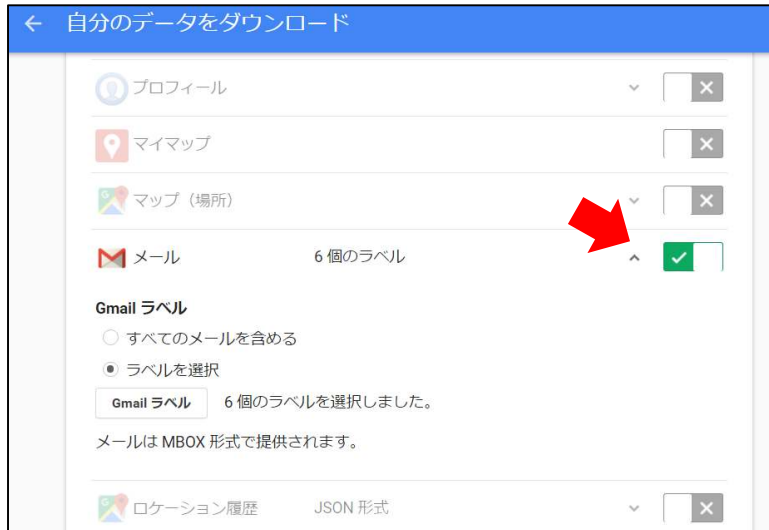 自分のデータをダウンロード
プロフィール
マイマップ
マップ（場所）
メール 6 個のラベル
Gmail ラベル
すべてのメールを含める
ラベルを選択
Gmail ラベル 6 個のラベルを選択しました。
メールは MBOX 形式で提供されます。
ロケーション履歴 JSON 形式